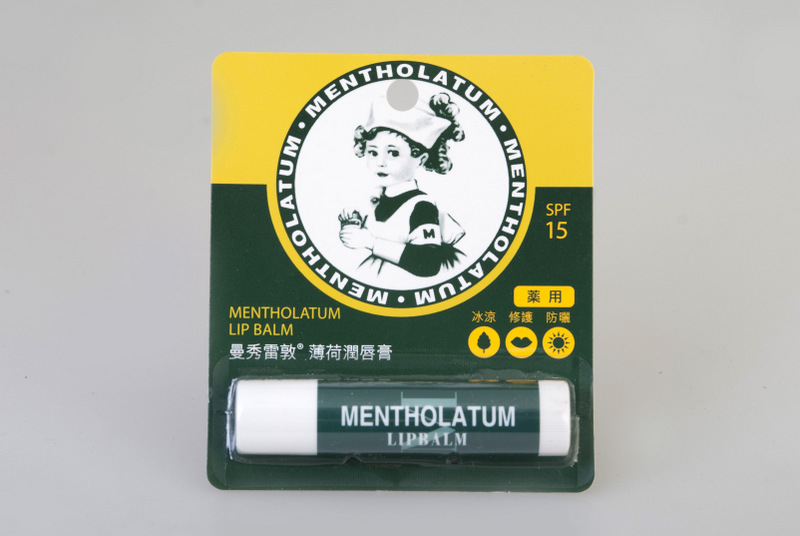 MENTHOLATUM • MENTHOLATUM • MENTHOLATUM • MENTHOLATUM •
M
SPF
15
薬用
冰涼 修護 防曬
MENTHOLATUM
LIP BALM
曼秀雷敦® 薄荷潤唇膏
MENTHOLATUM
LIPBALM